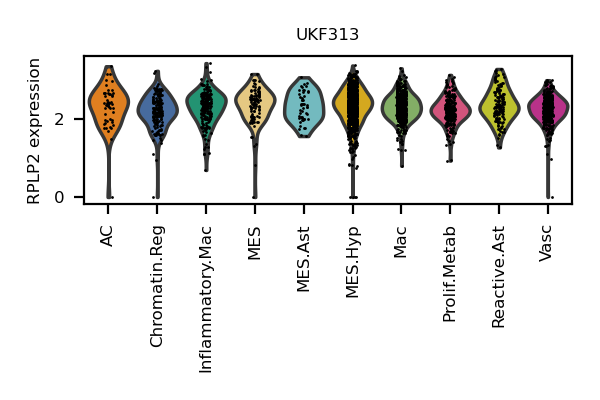 UKF313
RPLP2 expression
2
0
AC
Chromatin.Reg
Inflammatory.Mac
MES
MES.Ast
MES.Hyp
Mac
Prolif.Metab
Reactive.Ast
Vasc